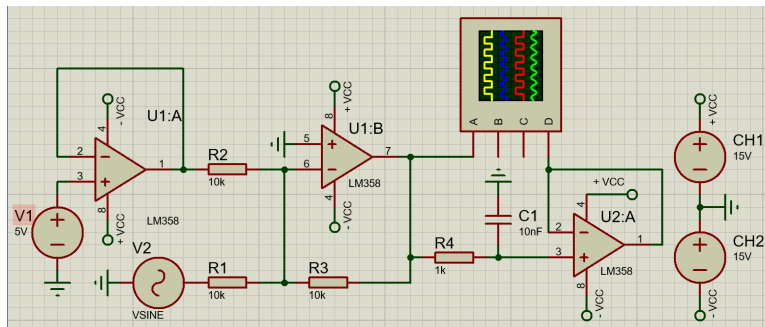 A
B
C
D
- VCC
4
U1:A
2
−
1
3
+
8
+ VCC
LM358
V1
5V
+
−
V2
VSINE
R2
10k
R1
10k
R3
10k
+ VCC
8
U1:B
5
+
7
6
−
4
- VCC
LM358
R4
1k
C1
10nF
+ VCC
4
U2:A
2
−
1
3
+
8
- VCC
LM358
+ VCC
CH1
15V
+
−
CH2
15V
+
−
- VCC